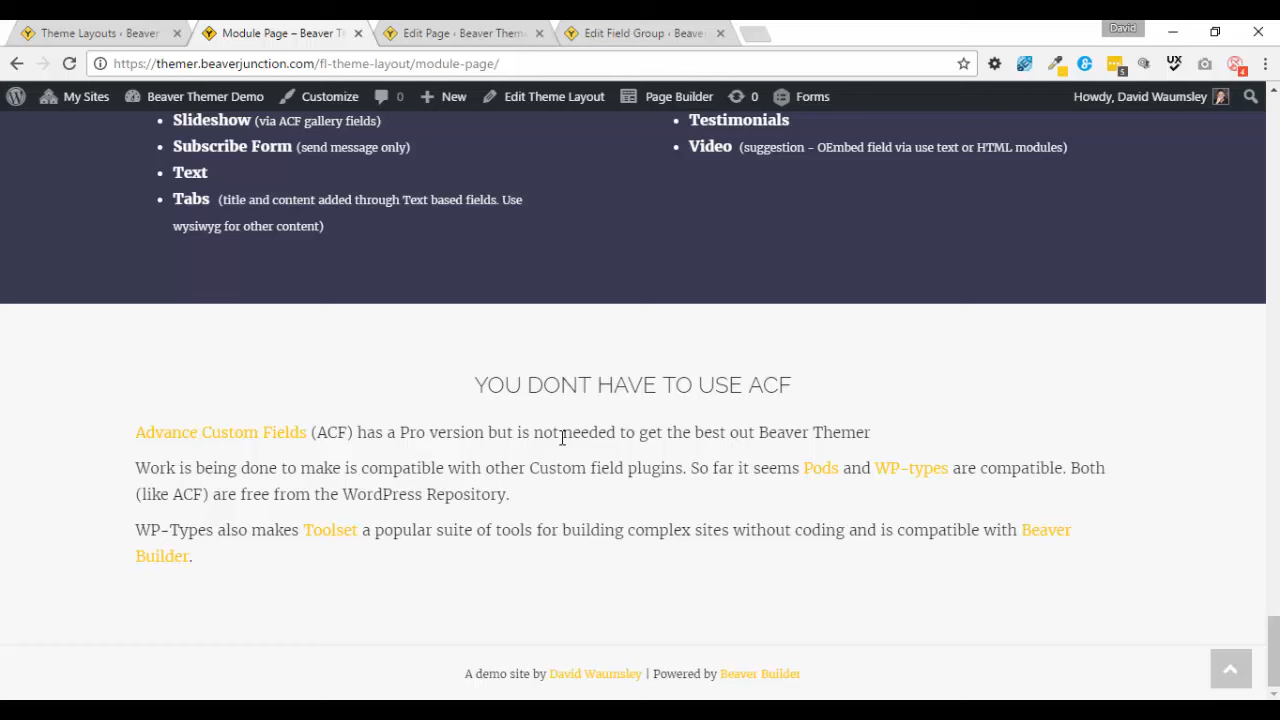 Theme Layouts ‹ Beaver
Module Page – Beaver T
Edit Page ‹ Beaver Them
Edit Field Group ‹ Beave
David
https://themer.beaverjunction.com/fl-theme-layout/module-page/
5
4
My Sites
Beaver Themer Demo
Customize
0
New
Edit Theme Layout
Page Builder
0
Forms
Howdy, David Waumsley
Slideshow (via ACF gallery fields)
Subscribe Form (send message only)
Text
Tabs (title and content added through Text based fields. Use
wysiwyg for other content)
Testimonials
Video (suggestion - OEmbed field via use text or HTML modules)
YOU DONT HAVE TO USE ACF
Advance Custom Fields (ACF) has a Pro version but is not needed to get the best out Beaver Themer
Work is being done to make is compatible with other Custom field plugins. So far it seems Pods and WP-types are compatible. Both
(like ACF) are free from the WordPress Repository.
WP-Types also makes Toolset a popular suite of tools for building complex sites without coding and is compatible with Beaver
Builder.
A demo site by David Waumsley | Powered by Beaver Builder